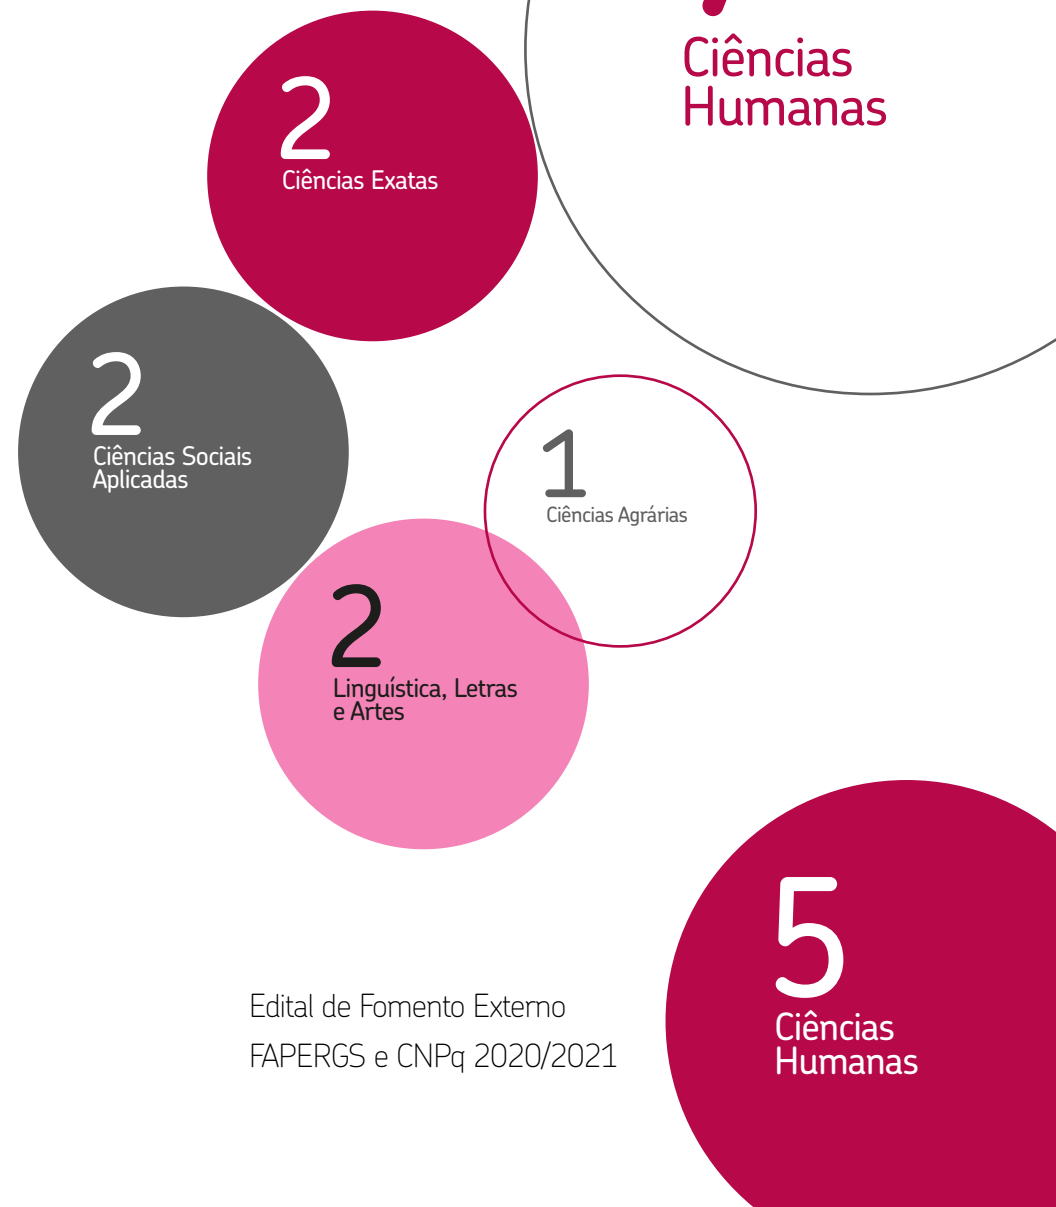 Ciências
Humanas
2
Ciências Exatas
2
Ciências Sociais
Aplicadas
1
Ciências Agrárias
2
Linguística, Letras
e Artes
5
Ciências
Humanas
Edital de Fomento Externo
FAPERGS e CNPq 2020/2021